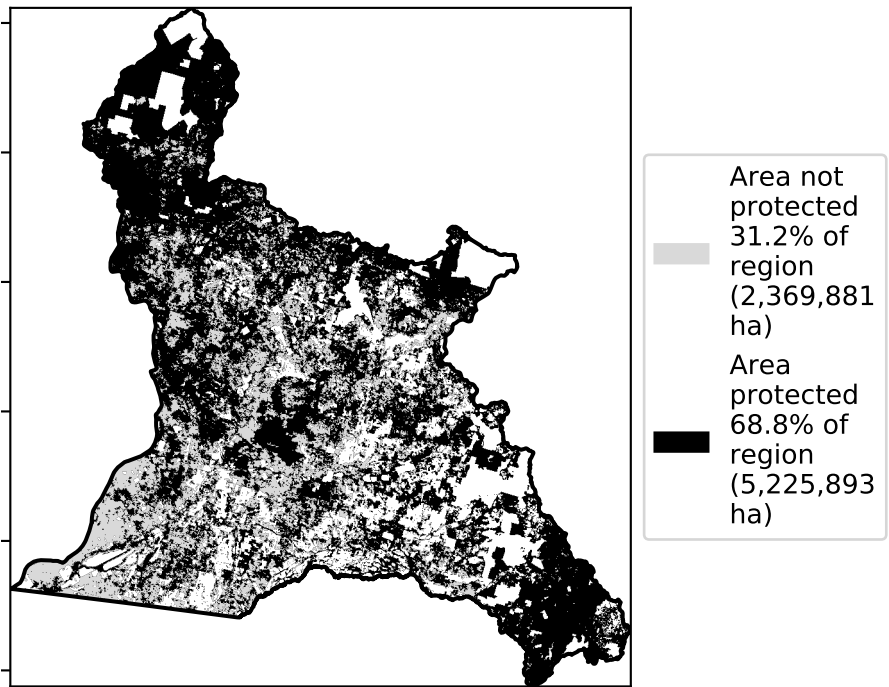 Area not
protected
31.2% of
region
(2,369,881
ha)
Area
protected
68.8% of
region
(5,225,893
ha)